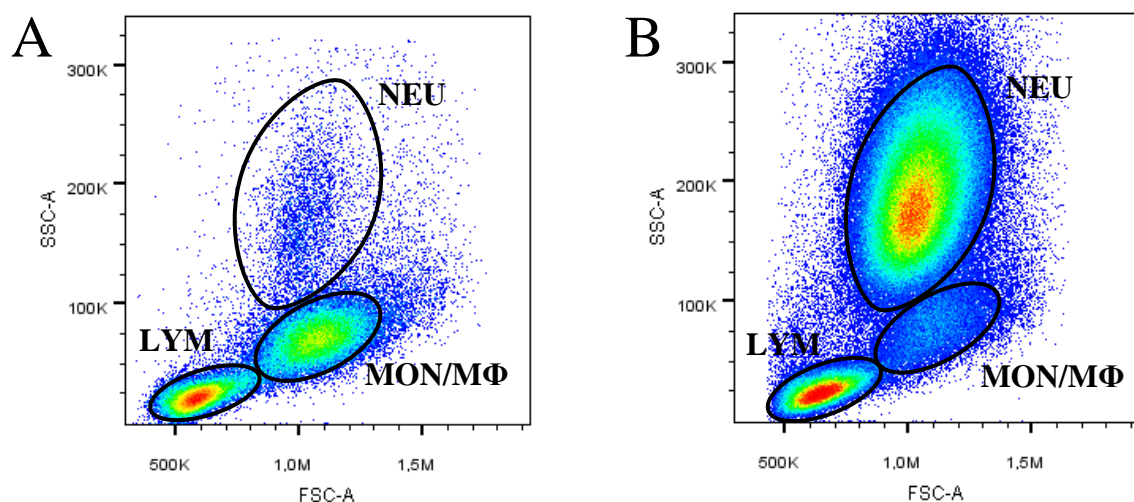 A
300K
200K
100K
SSC-A
NEU
LYM
MON/MΦ
500K
1,0M
1,5M
FSC-A
B
300K
200K
100K
SSC-A
NEU
LYM
MON/MΦ
500K
1,0M
1,5M
FSC-A